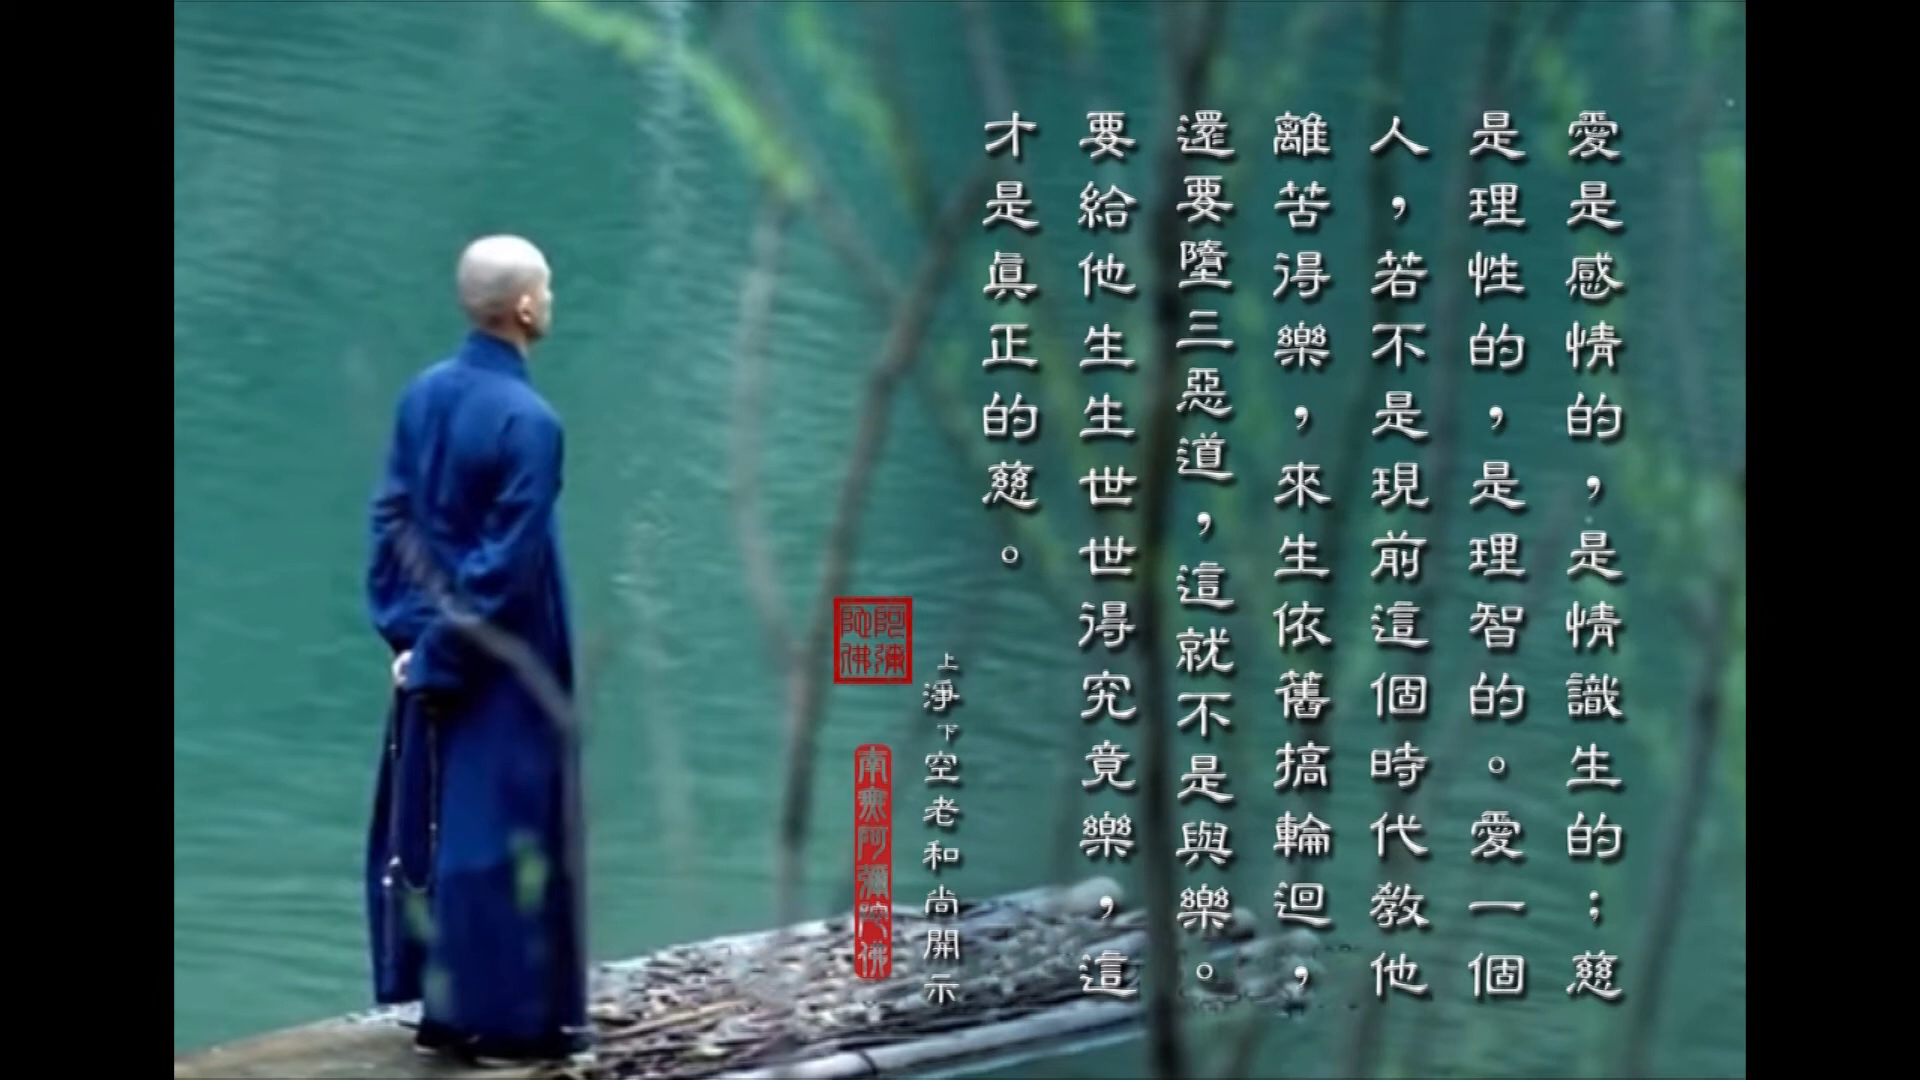 愛是感情的，是情識生的；慈
是理性的，是理智的。愛一個
人，若不是現前這個時代教他
離苦得樂，來生依舊搞輪迴，
還要墮三惡道，這就不是與樂。
要給他生生世世得究竟樂，這
才是真正的慈。
上淨下空老和尚開示
阿彌陀佛
南無阿彌陀佛